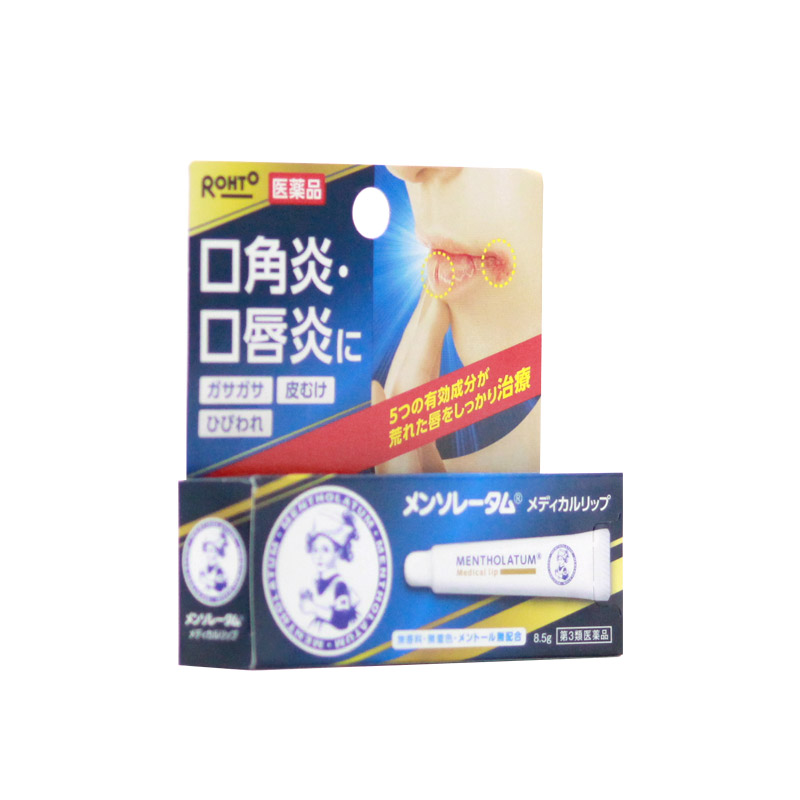 ROHTO 医薬品
口角炎・
口唇炎に
ガサガサ 皮むけ
ひびわれ
5つの有効成分が
荒れた唇をしっかり治療
メンソレータム® メディカルリップ
MENTHOLATUM®
Medical lip
無香料・無着色・メントール無配合
8.5g 第3類医薬品
MENTHOLATUM・MENTHOLATUM・MENTHOLATUM
メンソレータム®
メディカルリップ